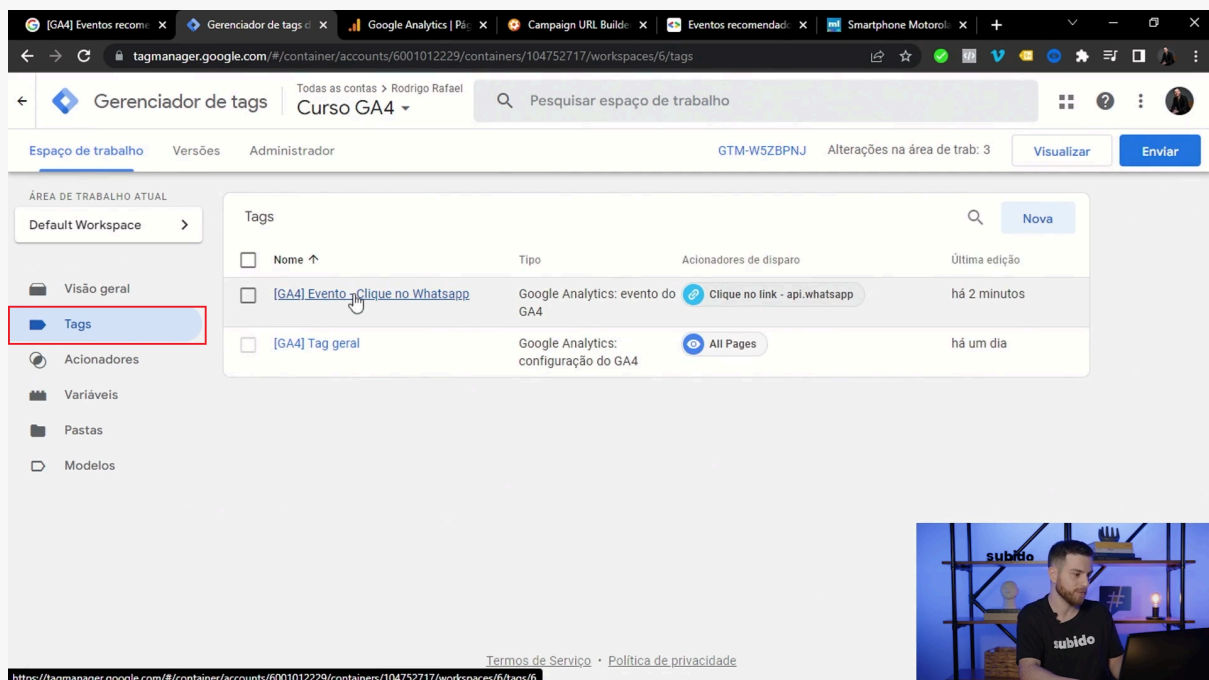 [GA4] Eventos recome
Gerenciador de tags d
Google Analytics | Pág
Campaign URL Builde
Eventos recomendado
Smartphone Motorola
tagmanager.google.com/#/container/accounts/6001012229/containers/104752717/workspaces/6/tags
Gerenciador de tags
Todas as contas > Rodrigo Rafael
Curso GA4
Pesquisar espaço de trabalho
Espaço de trabalho
Versões
Administrador
GTM-W5ZBPNJ
Alterações na área de trab: 3
Visualizar
Enviar
ÁREA DE TRABALHO ATUAL
Default Workspace
Visão geral
Tags
Acionadores
Variáveis
Pastas
Modelos
Tags
Nova
Nome
Tipo
Acionadores de disparo
Última edição
[GA4] Evento - Clique no Whatsapp
Google Analytics: evento do
GA4
Clique no link - api.whatsapp
há 2 minutos
[GA4] Tag geral
Google Analytics:
configuração do GA4
All Pages
há um dia
subido
#
subido
Termos de Serviço • Política de privacidade
https://tagmanager.google.com/#/container/accounts/6001012229/containers/104752717/workspaces/6/tags/6